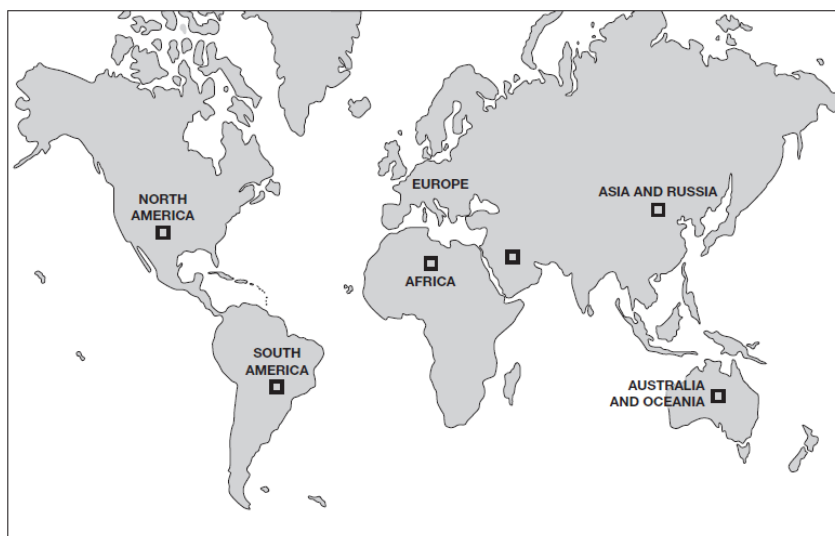 EUROPE
ASIA AND RUSSIA
NORTH
AMERICA
AFRICA
SOUTH
AMERICA
AUSTRALIA
AND OCEANIA